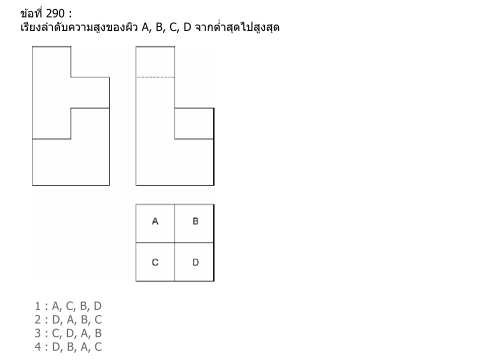 ข้อที่ 290 :
เรียงลำดับความสูงของผิว A, B, C, D จากต่ำสุดไปสูงสุด
A B
C D
1 : A, C, B, D
2 : D, A, B, C
3 : C, D, A, B
4 : D, B, A, C